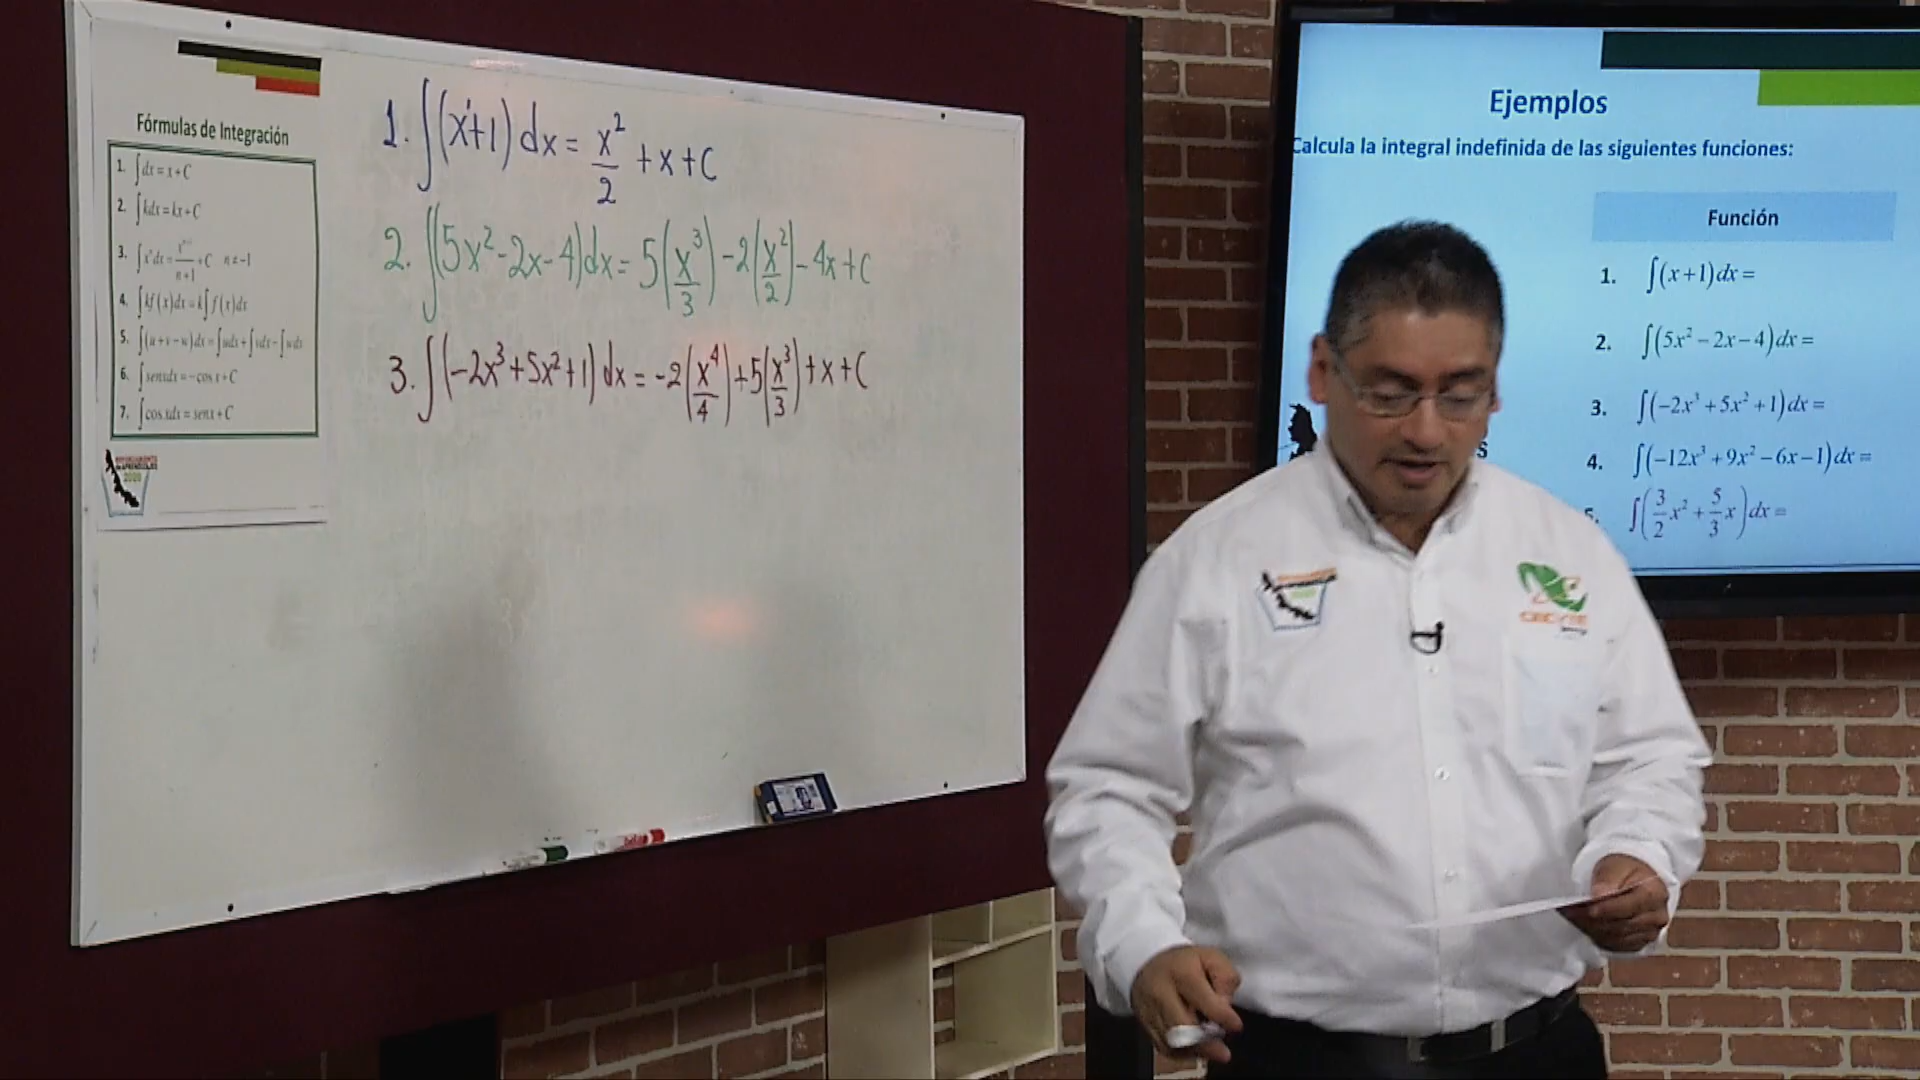 Fórmulas de Integración
1. ∫dx = x + C
2. ∫kdx = kx + C
3. ∫xⁿdx = xⁿ⁺¹/n+1 + C n ≠ -1
4. ∫kf(x)dx = k∫f(x)dx
5. ∫(u + v - w)dx = ∫udx + ∫vdx - ∫wdx
6. ∫senxdx = -cos x + C
7. ∫cos xdx = senx + C
APRENDIZAJES
1. ∫(x¹+1) dx = x²/2 + x + C
2. ∫(5x² - 2x - 4)dx = 5(x³/3) - 2(x²/2) - 4x + C
3. ∫(-2x³ + 5x² + 1) dx = -2(x⁴/4) + 5(x³/3) + x + C
Ejemplos
Calcula la integral indefinida de las siguientes funciones:
Función
1. ∫(x+1)dx =
2. ∫(5x² - 2x - 4)dx =
3. ∫(-2x³ + 5x² + 1)dx =
4. ∫(-12x³ + 9x² - 6x - 1)dx =
5. ∫(3/2 x² + 5/3 x)dx =